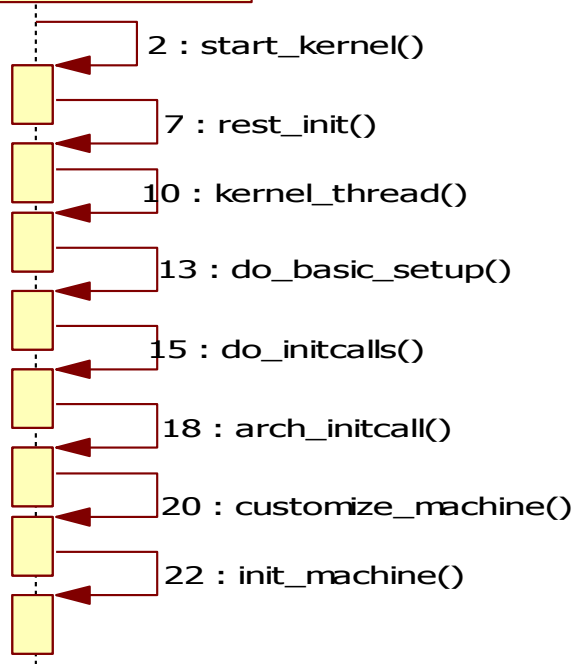 2 : start_kernel()
7 : rest_init()
10 : kernel_thread()
13 : do_basic_setup()
15 : do_initcalls()
18 : arch_initcall()
20 : customize_machine()
22 : init_machine()